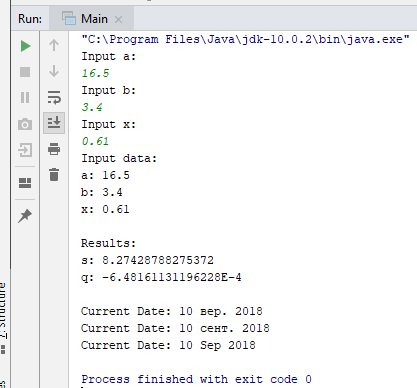 Run: Main
"C:\Program Files\Java\jdk-10.0.2\bin\java.exe"
Input a:
16.5
Input b:
3.4
Input x:
0.61
Input data:
a: 16.5
b: 3.4
x: 0.61
Results:
s: 8.27428788275372
q: -6.48161131196228E-4
Current Date: 10 вер. 2018
Current Date: 10 сент. 2018
Current Date: 10 Sep 2018
Process finished with exit code 0
Z: Structure